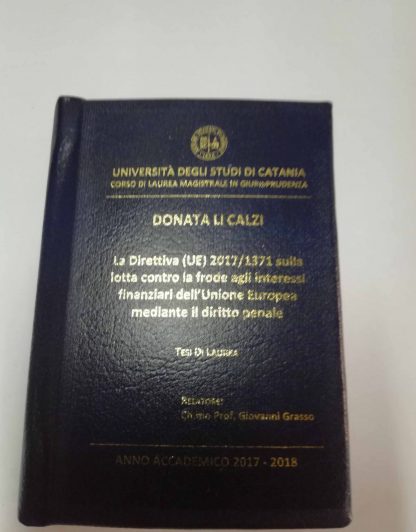 UNIVERSITÀ DEGLI STUDI DI CATANIA
CORSO DI LAUREA MAGISTRALE IN GIURISPRUDENZA
DONATA LI CALZI
La Direttiva (UE) 2017/1371 sulla
lotta contro la frode agli interessi
finanziari dell'Unione Europea
mediante il diritto penale
TESI DI LAUREA
RELATORE:
Ch.mo Prof. Giovanni Grasso
ANNO ACCADEMICO 2017 - 2018